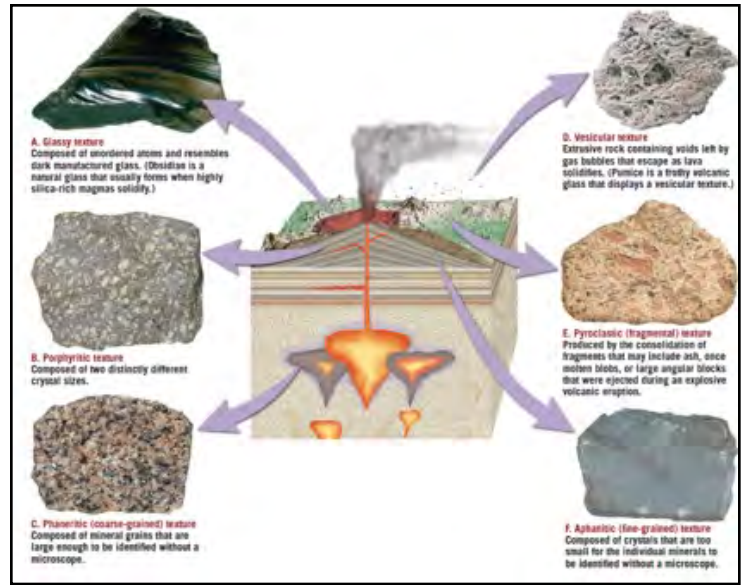 A. Glassy texture
Composed of unordered atoms and resembles
dark manufactured glass. (Obsidian is a
natural glass that usually forms when highly
silica-rich magmas solidify.)
B. Porphyritic texture
Composed of two distinctly different
crystal sizes.
C. Phaneritic (coarse-grained) texture
Composed of mineral grains that are
large enough to be identified without a
microscope.
D. Vesicular texture
Extrusive rock containing voids left by
gas bubbles that escape as lava
solidifies. (Pumice is a frothy volcanic
glass that displays a vesicular texture.)
E. Pyroclastic (fragmental) texture
Produced by the consolidation of
fragments that may include ash, once
molten blobs, or large angular blocks
that were ejected during an explosive
volcanic eruption.
F. Aphanitic (fine-grained) texture
Composed of crystals that are too
small for the individual minerals to
be identified without a microscope.